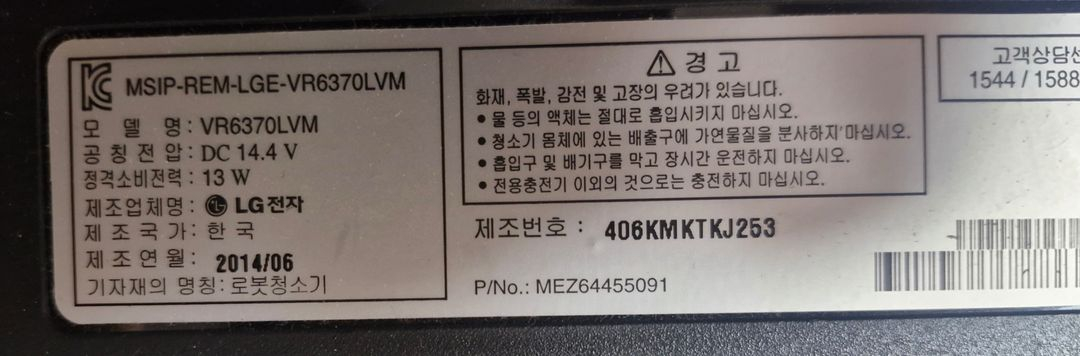 MSIP-REM-LGE-VR6370LVM
모 델 명 : VR6370LVM
공 칭 전 압 : DC 14.4 V
정격소비전력 : 13 W
제조업체명 : LG 전자
제 조 국 가 : 한 국
제 조 연 월 : 2014/06
기자재의 명칭 : 로봇청소기
경 고
화재, 폭발, 감전 및 고장의 우려가 있습니다.
• 물 등의 액체는 절대로 흡입시키지 마십시오.
• 청소기 몸체에 있는 배출구에 가연물질을 분사하지 마십시오.
• 흡입구 및 배기구를 막고 장시간 운전하지 마십시오.
• 전용충전기 이외의 것으로는 충전하지 마십시오.
제조번호 : 406KMKTKJ253
P/No.: MEZ64455091
고객상담센
1544 / 1588